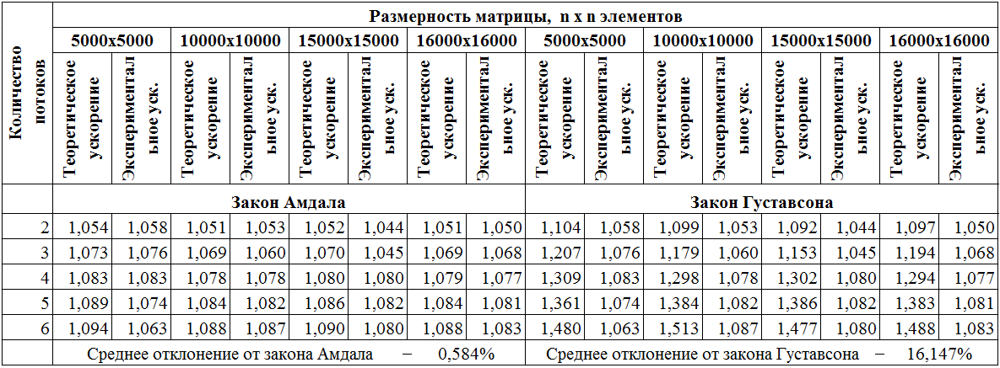 Количество потоков
Размерность матрицы, n x n элементов
5000x5000 10000x10000 15000x15000 16000x16000 5000x5000 10000x10000 15000x15000 16000x16000
Теоретическое ускорение Экспериментальное уск. Теоретическое ускорение Экспериментальное уск. Теоретическое ускорение Экспериментальное уск. Теоретическое ускорение Экспериментальное уск. Теоретическое ускорение Экспериментальное уск. Теоретическое ускорение Экспериментальное уск. Теоретическое ускорение Экспериментальное уск. Теоретическое ускорение Экспериментальное уск.
Закон Амдала Закон Густавсона
2 1,054 1,058 1,051 1,053 1,052 1,044 1,051 1,050 1,104 1,058 1,099 1,053 1,092 1,044 1,097 1,050
3 1,073 1,076 1,069 1,060 1,070 1,045 1,069 1,068 1,207 1,076 1,179 1,060 1,153 1,045 1,194 1,068
4 1,083 1,083 1,078 1,078 1,080 1,080 1,079 1,077 1,309 1,083 1,298 1,078 1,302 1,080 1,294 1,077
5 1,089 1,074 1,084 1,082 1,086 1,082 1,084 1,081 1,361 1,074 1,384 1,082 1,386 1,082 1,383 1,081
6 1,094 1,063 1,088 1,087 1,090 1,080 1,088 1,083 1,480 1,063 1,513 1,087 1,477 1,080 1,488 1,083
Среднее отклонение от закона Амдала – 0,584% Среднее отклонение от закона Густавсона – 16,147%